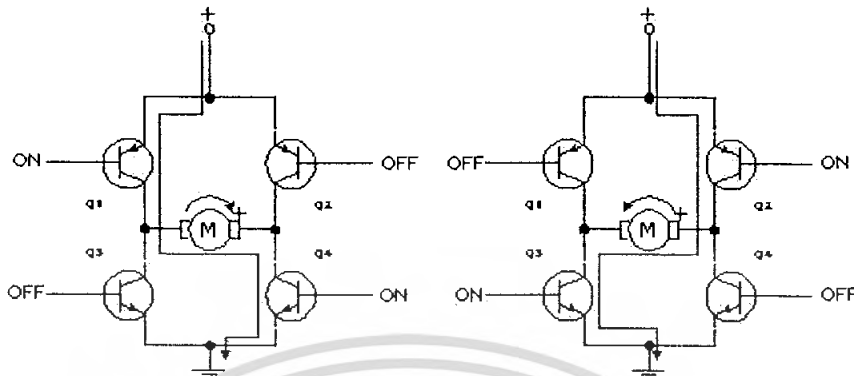 + +
ON OFF OFF ON
q1 q2 q1 q2
+ +
M M
q3 q4 q3 q4
OFF ON ON OFF